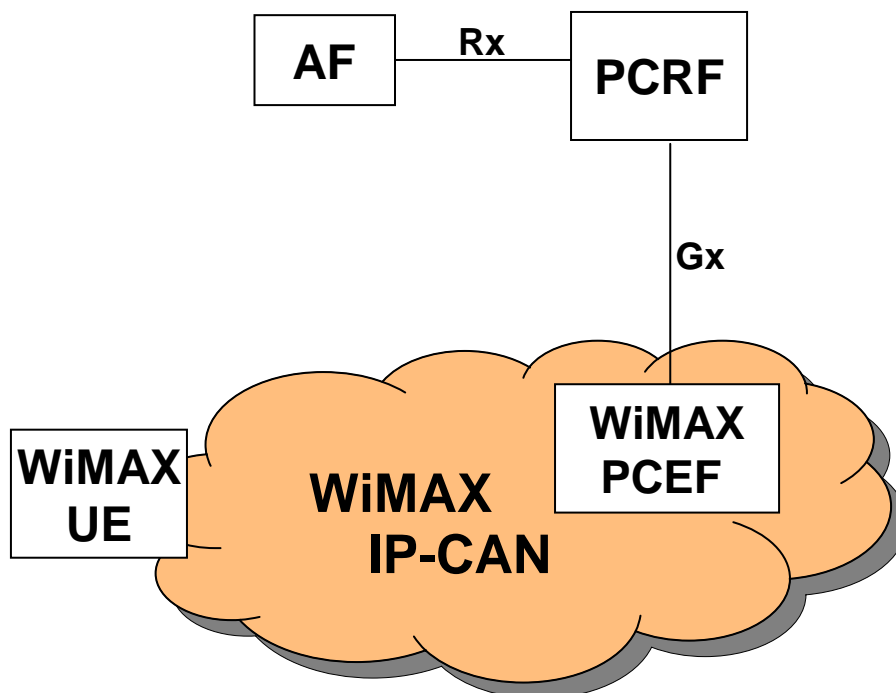 AF
Rx
PCRF
Gx
WiMAX
PCEF
WiMAX
UE
WiMAX
IP-CAN